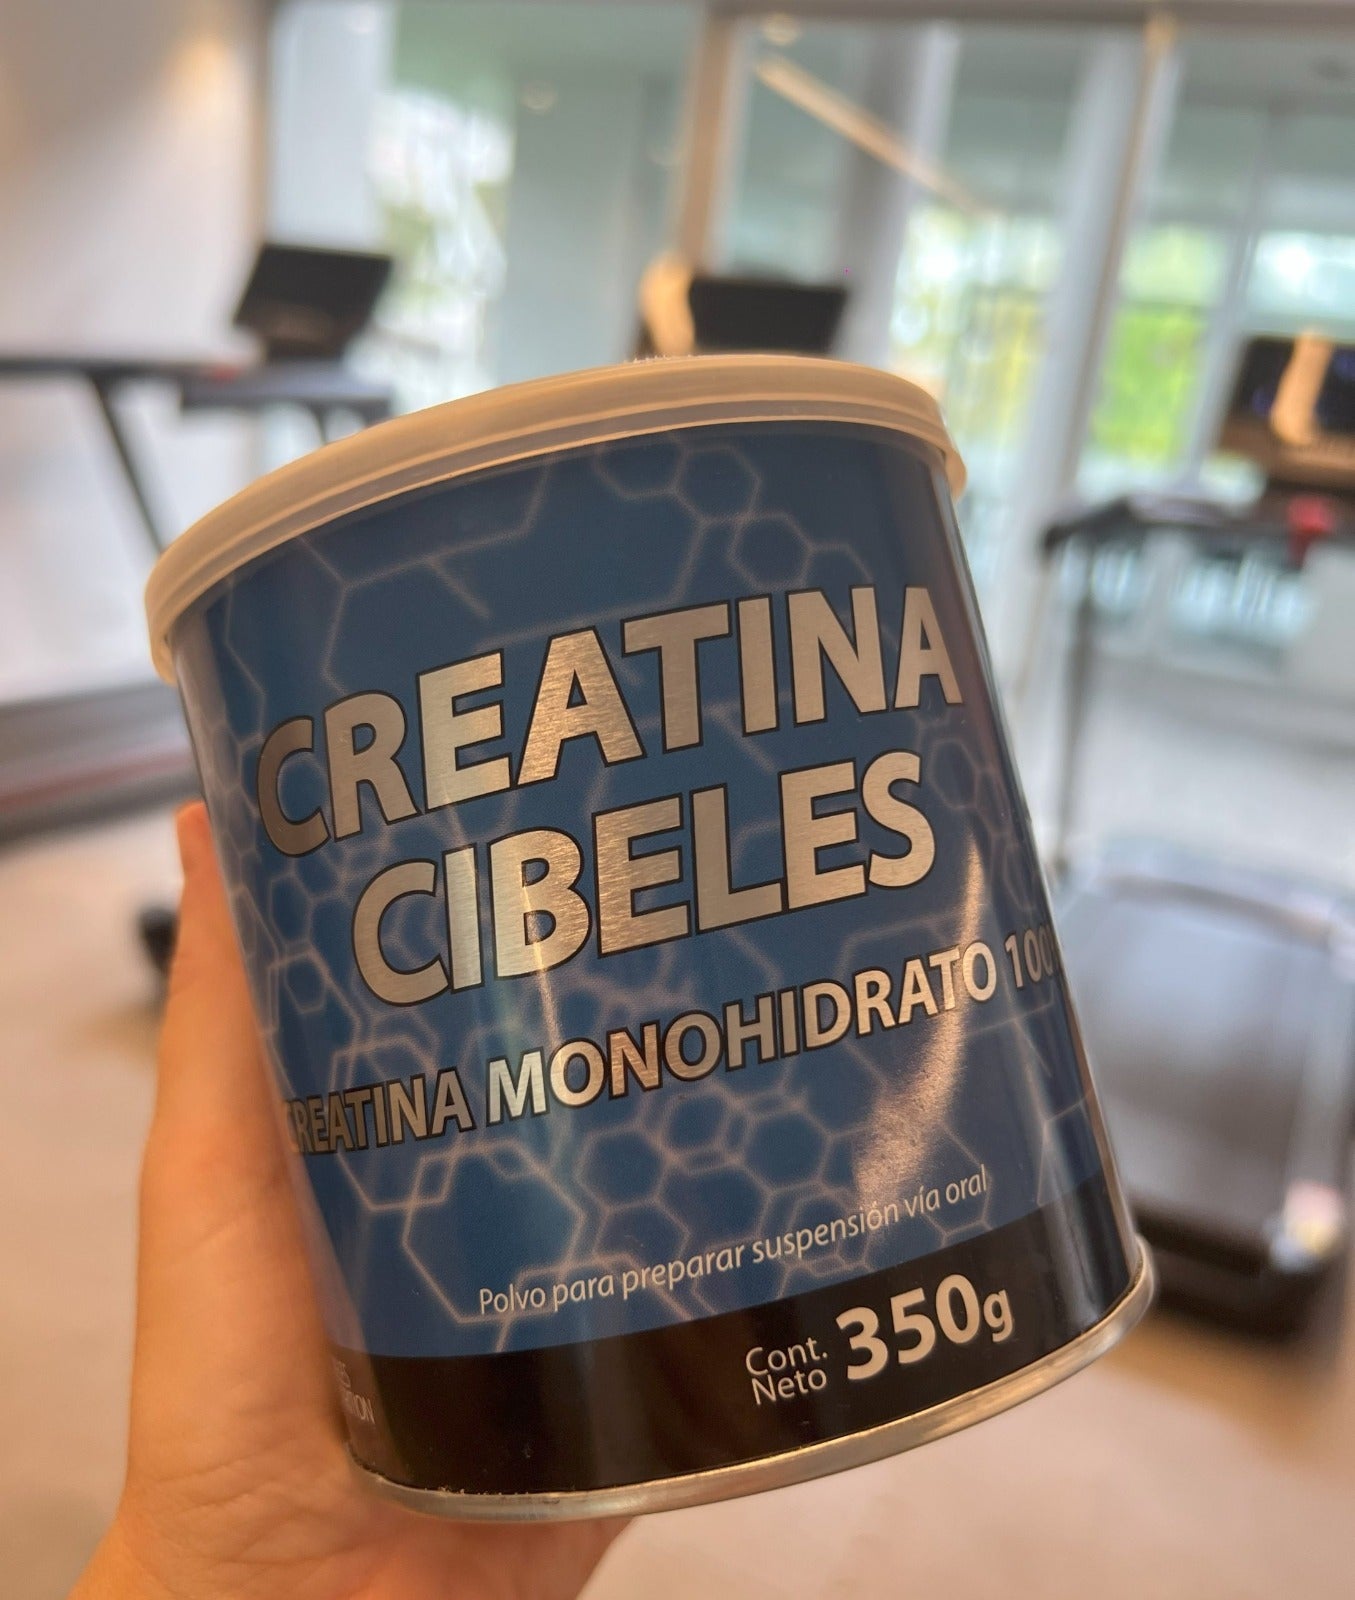 CREATINA
CIBELES
CREATINA MONOHIDRATO 100%
Polvo para preparar suspensión vía oral
Cont.
Neto 350g